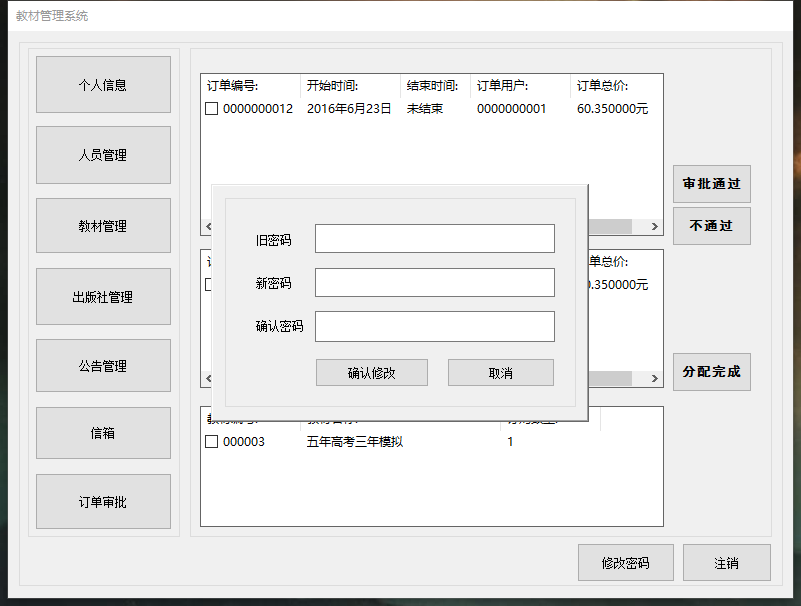 教材管理系统
个人信息
人员管理
教材管理
出版社管理
公告管理
信箱
订单审批
订单编号: 开始时间: 结束时间: 订单用户: 订单总价:
0000000012 2016年6月23日 未结束 0000000001 60.350000元
审批通过
不通过
旧密码
新密码
确认密码
确认修改 取消
单总价:
.350000元
分配完成
000003 五年高考三年模拟 1
修改密码 注销